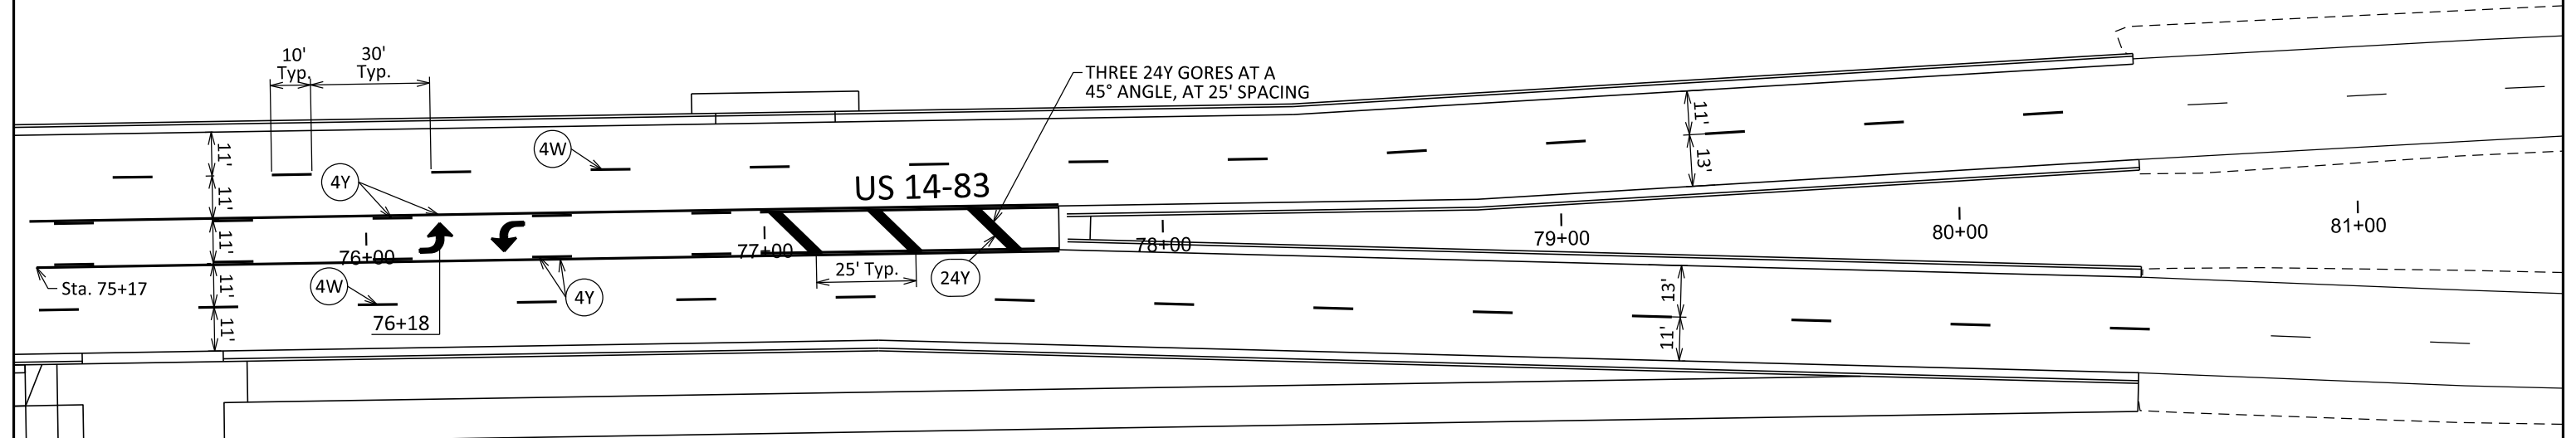 10'
Typ.
30'
Typ.
THREE 24Y GORES AT A
45° ANGLE, AT 25' SPACING
11'
11'
11'
11'
11'
4W
4Y
US 14-83
11'
13'
76+00
77+00
78+00
79+00
80+00
81+00
Sta. 75+17
4W
76+18
4Y
25' Typ.
24Y
13'
11'